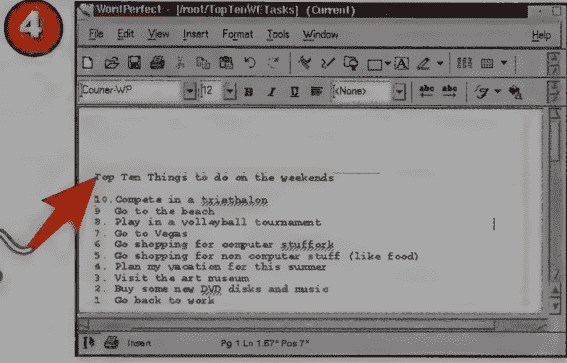 4
WordPerfect - [/root/TopTenWETasks] (Current)
File Edit View Insert Format Tools Window Help
Courier-WP 12 B I U <None> abc abc
Top Ten Things to do on the weekends
10. Compete in a triathalon
9 Go to the beach
8. Play in a volleyball tournament
7. Go to Vegas
6 Go shopping for computer stuffork
5. Go shopping for non computer stuff (like food)
4. Plan my vacation for this summer
3. Visit the art museum
2. Buy some new DVD disks and music
1 Go back to work
Insert Pg 1 Ln 1.67" Pos 7"